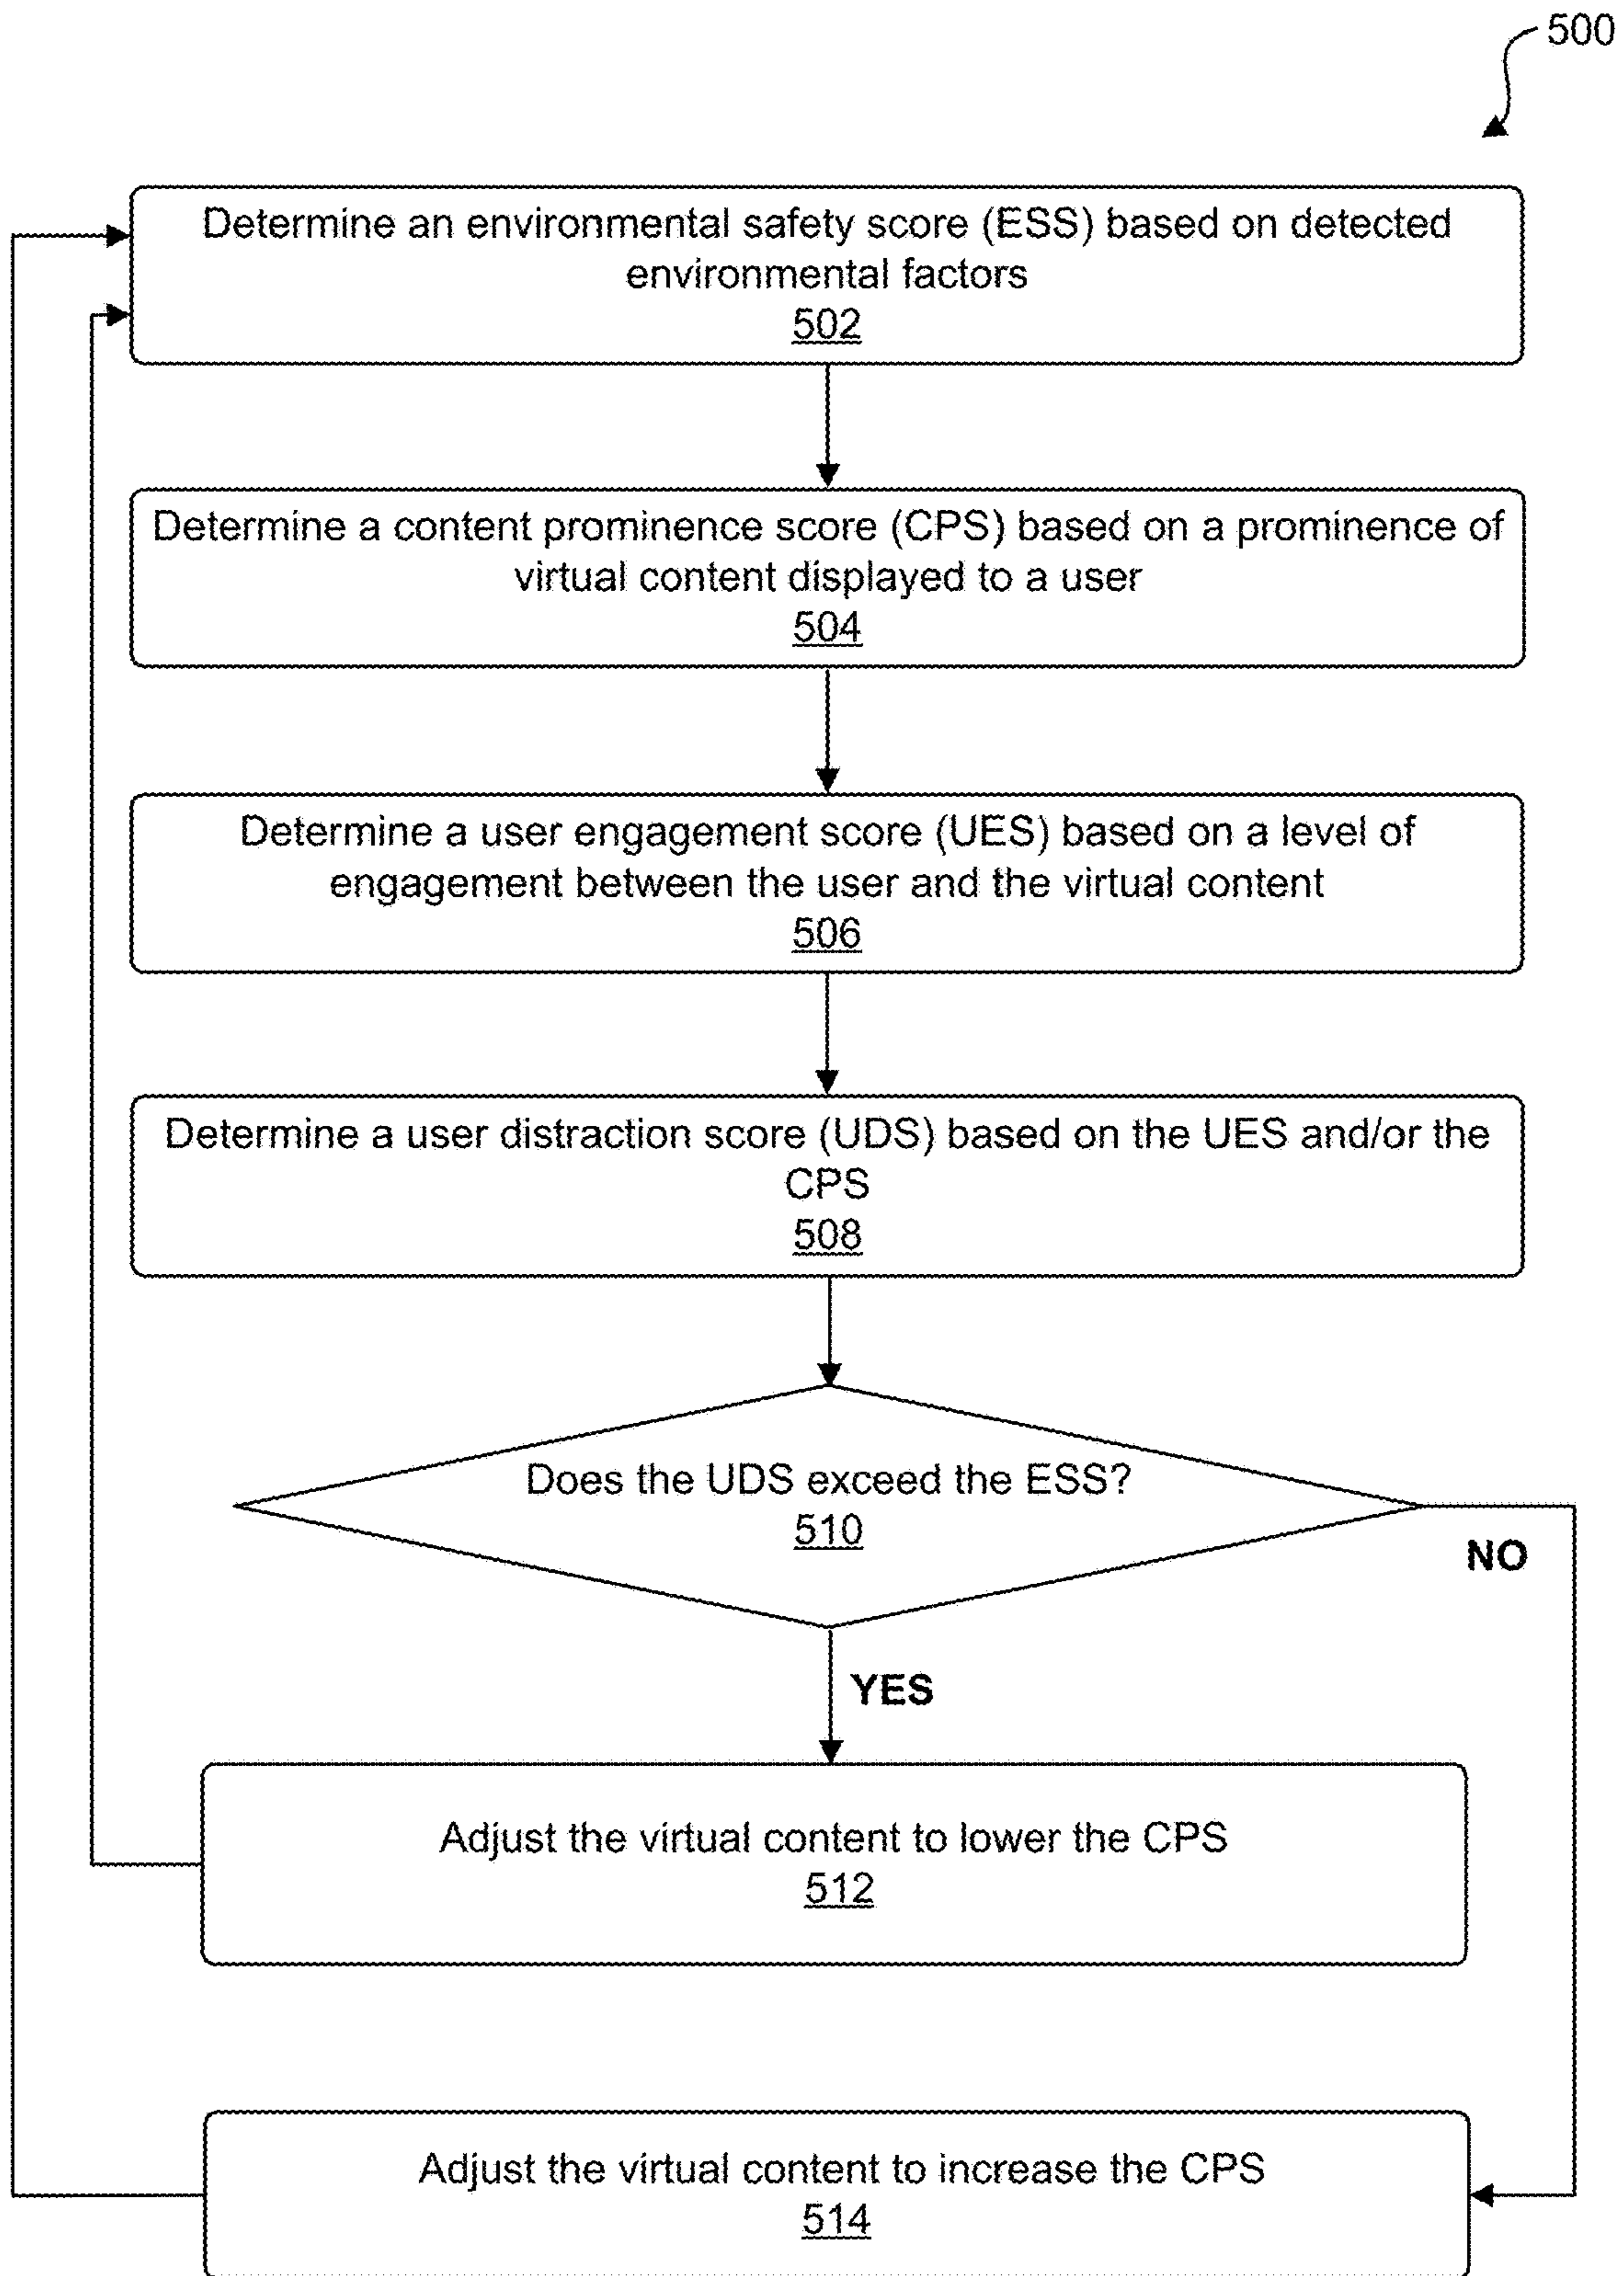 500
Determine an environmental safety score (ESS) based on detected
environmental factors
502
Determine a content prominence score (CPS) based on a prominence of
virtual content displayed to a user
504
Determine a user engagement score (UES) based on a level of
engagement between the user and the virtual content
506
Determine a user distraction score (UDS) based on the UES and/or the
CPS
508
Does the UDS exceed the ESS?
510
NO
YES
Adjust the virtual content to lower the CPS
512
Adjust the virtual content to increase the CPS
514